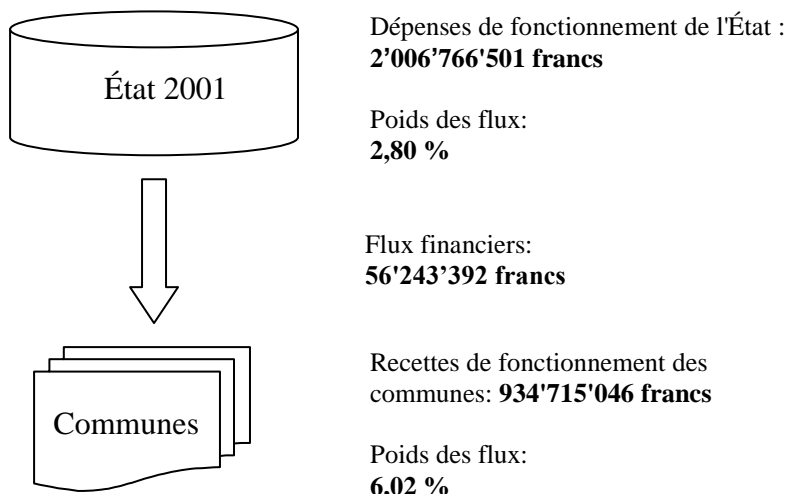 État 2001
Dépenses de fonctionnement de l'État :
2’006’766'501 francs
Poids des flux:
2,80 %
Flux financiers:
56'243’392 francs
Communes
Recettes de fonctionnement des
communes: 934'715'046 francs
Poids des flux:
6,02 %